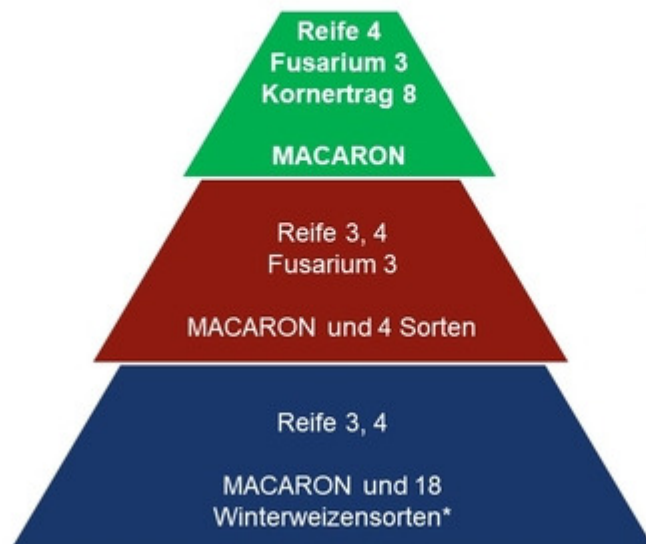 Reife 4
Fusarium 3
Kornertrag 8
MACARON
Reife 3, 4
Fusarium 3
MACARON und 4 Sorten
Reife 3, 4
MACARON und 18
Winterweizensorten*